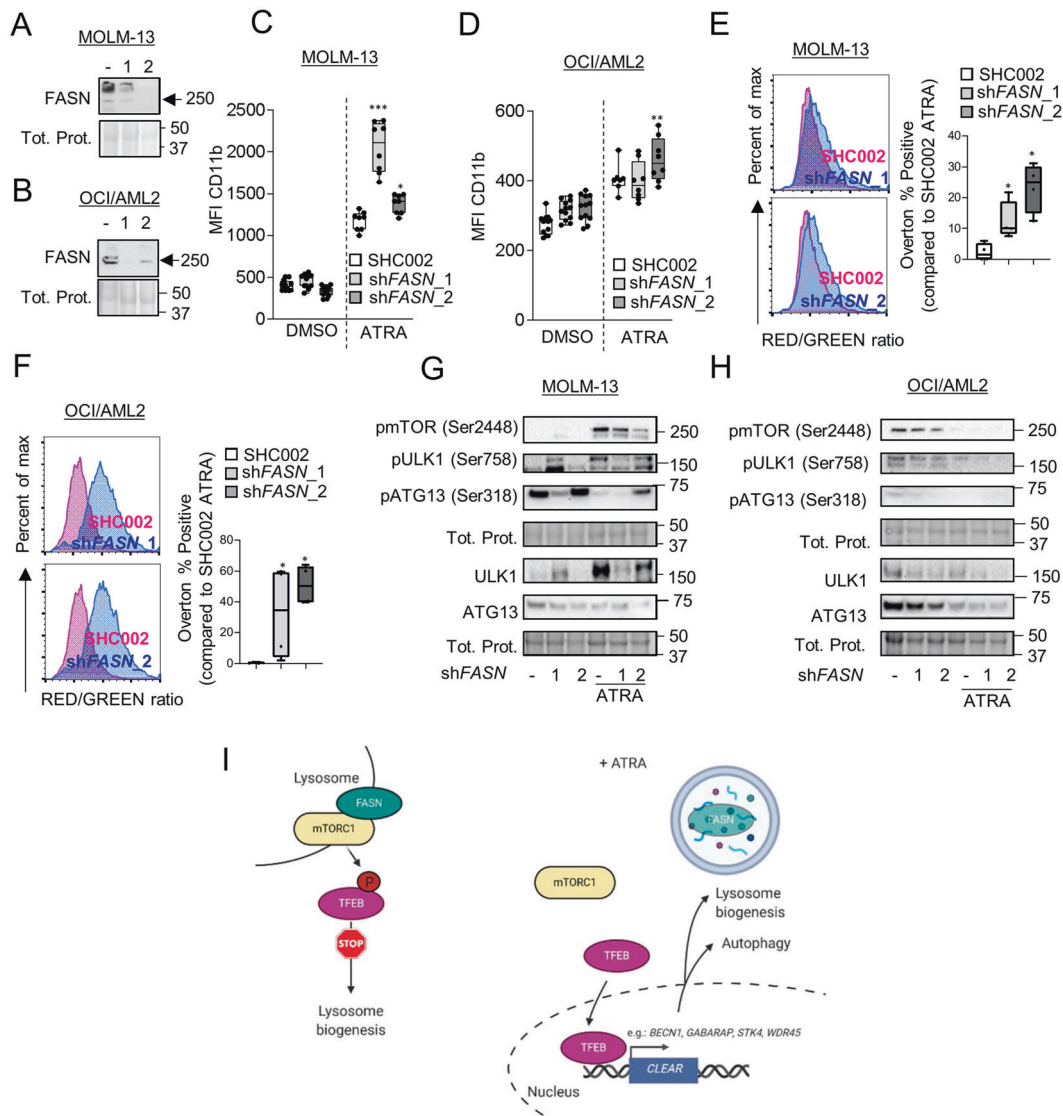 A
MOLM-13
- 1 2
FASN
250
Tot. Prot.
50
37
B
OCI/AML2
- 1 2
FASN
250
Tot. Prot.
50
37
C
MOLM-13
MFI CD11b
2500
2000
1500
1000
500
0
***
*
SHC002
shFASN_1
shFASN_2
DMSO
ATRA
D
OCI/AML2
MFI CD11b
600
400
200
0
**
SHC002
shFASN_1
shFASN_2
DMSO
ATRA
E
MOLM-13
Percent of max
SHC002
shFASN_1
SHC002
shFASN_2
RED/GREEN ratio
SHC002
shFASN_1
shFASN_2
Overton % Positive
(compared to SHC002 ATRA)
40
30
20
10
0
*
*
F
OCI/AML2
Percent of max
SHC002
shFASN_1
SHC002
shFASN_2
RED/GREEN ratio
SHC002
shFASN_1
shFASN_2
Overton % Positive
(compared to SHC002 ATRA)
80
60
40
20
0
*
*
G
MOLM-13
pmTOR (Ser2448)
250
pULK1 (Ser758)
150
pATG13 (Ser318)
75
Tot. Prot.
50
37
ULK1
150
ATG13
75
Tot. Prot.
50
37
shFASN - 1 2 - 1 2
ATRA
H
OCI/AML2
pmTOR (Ser2448)
250
pULK1 (Ser758)
150
pATG13 (Ser318)
75
Tot. Prot.
50
37
ULK1
150
ATG13
75
Tot. Prot.
50
37
shFASN - 1 2 - 1 2
ATRA
I
Lysosome
FASN
mTORC1
P
TFEB
STOP
Lysosome
biogenesis
+ ATRA
FASN
mTORC1
Lysosome
biogenesis
Autophagy
TFEB
e.g.: BECN1, GABARAP, STK4, WDR45
TFEB
CLEAR
Nucleus